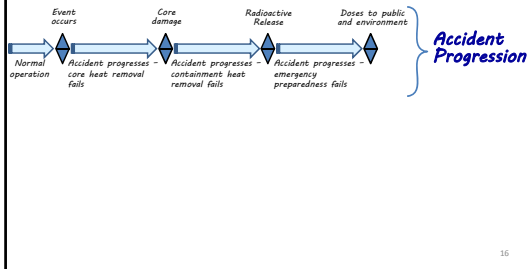 Event
occurs
Core
damage
Radioactive
Release
Doses to public
and environment
Normal
operation
Accident progresses –
core heat removal
fails
Accident progresses –
containment heat
removal fails
Accident progresses –
emergency
preparedness fails
Accident
Progression
16